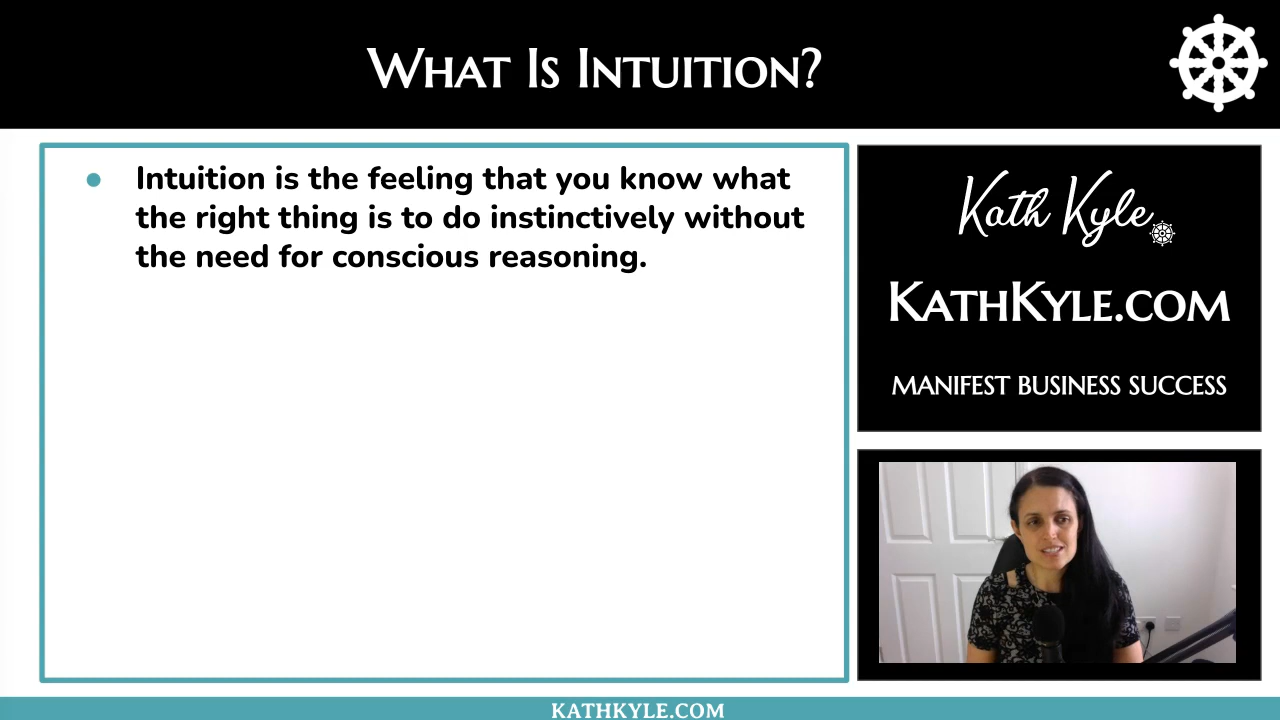 What Is Intuition?
Intuition is the feeling that you know what
the right thing is to do instinctively without
the need for conscious reasoning.
Kath Kyle
KathKyle.com
MANIFEST BUSINESS SUCCESS
KATHKYLE.COM